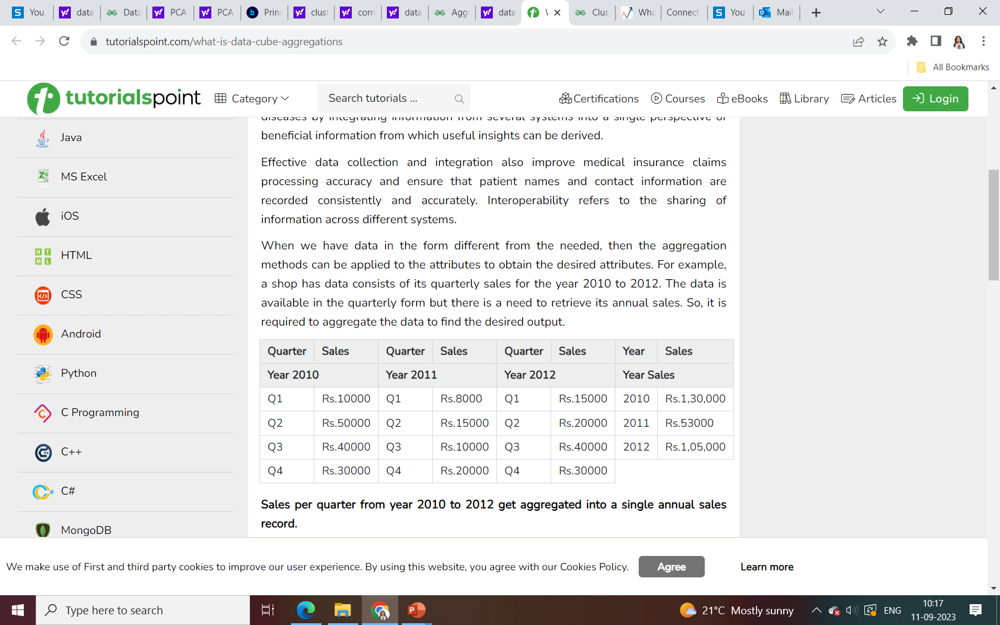 You
data
Data
PCA
PCA
Princ
clust
corre
data
Agg
data
Clus
Wha
Connect
You
Mail
tutorialspoint.com/what-is-data-cube-aggregations
All Bookmarks
tutorialspoint
Category
Search tutorials ...
Certifications
Courses
eBooks
Library
Articles
Login
Java
MS Excel
iOS
HTML
CSS
Android
Python
C Programming
C++
C#
MongoDB
diseases by integrating information from several systems into a single perspective of
beneficial information from which useful insights can be derived.
Effective data collection and integration also improve medical insurance claims
processing accuracy and ensure that patient names and contact information are
recorded consistently and accurately. Interoperability refers to the sharing of
information across different systems.
When we have data in the form different from the needed, then the aggregation
methods can be applied to the attributes to obtain the desired attributes. For example,
a shop has data consists of its quarterly sales for the year 2010 to 2012. The data is
available in the quarterly form but there is a need to retrieve its annual sales. So, it is
required to aggregate the data to find the desired output.
Quarter Sales Quarter Sales Quarter Sales Year Sales
Year 2010 Year 2011 Year 2012 Year Sales
Q1 Rs.10000 Q1 Rs.8000 Q1 Rs.15000 2010 Rs.1,30,000
Q2 Rs.50000 Q2 Rs.15000 Q2 Rs.20000 2011 Rs.53000
Q3 Rs.40000 Q3 Rs.10000 Q3 Rs.40000 2012 Rs.1,05,000
Q4 Rs.30000 Q4 Rs.20000 Q4 Rs.30000
Sales per quarter from year 2010 to 2012 get aggregated into a single annual sales
record.
We make use of First and third party cookies to improve our user experience. By using this website, you agree with our Cookies Policy. Agree Learn more
Type here to search
21°C Mostly sunny
ENG
10:17
11-09-2023